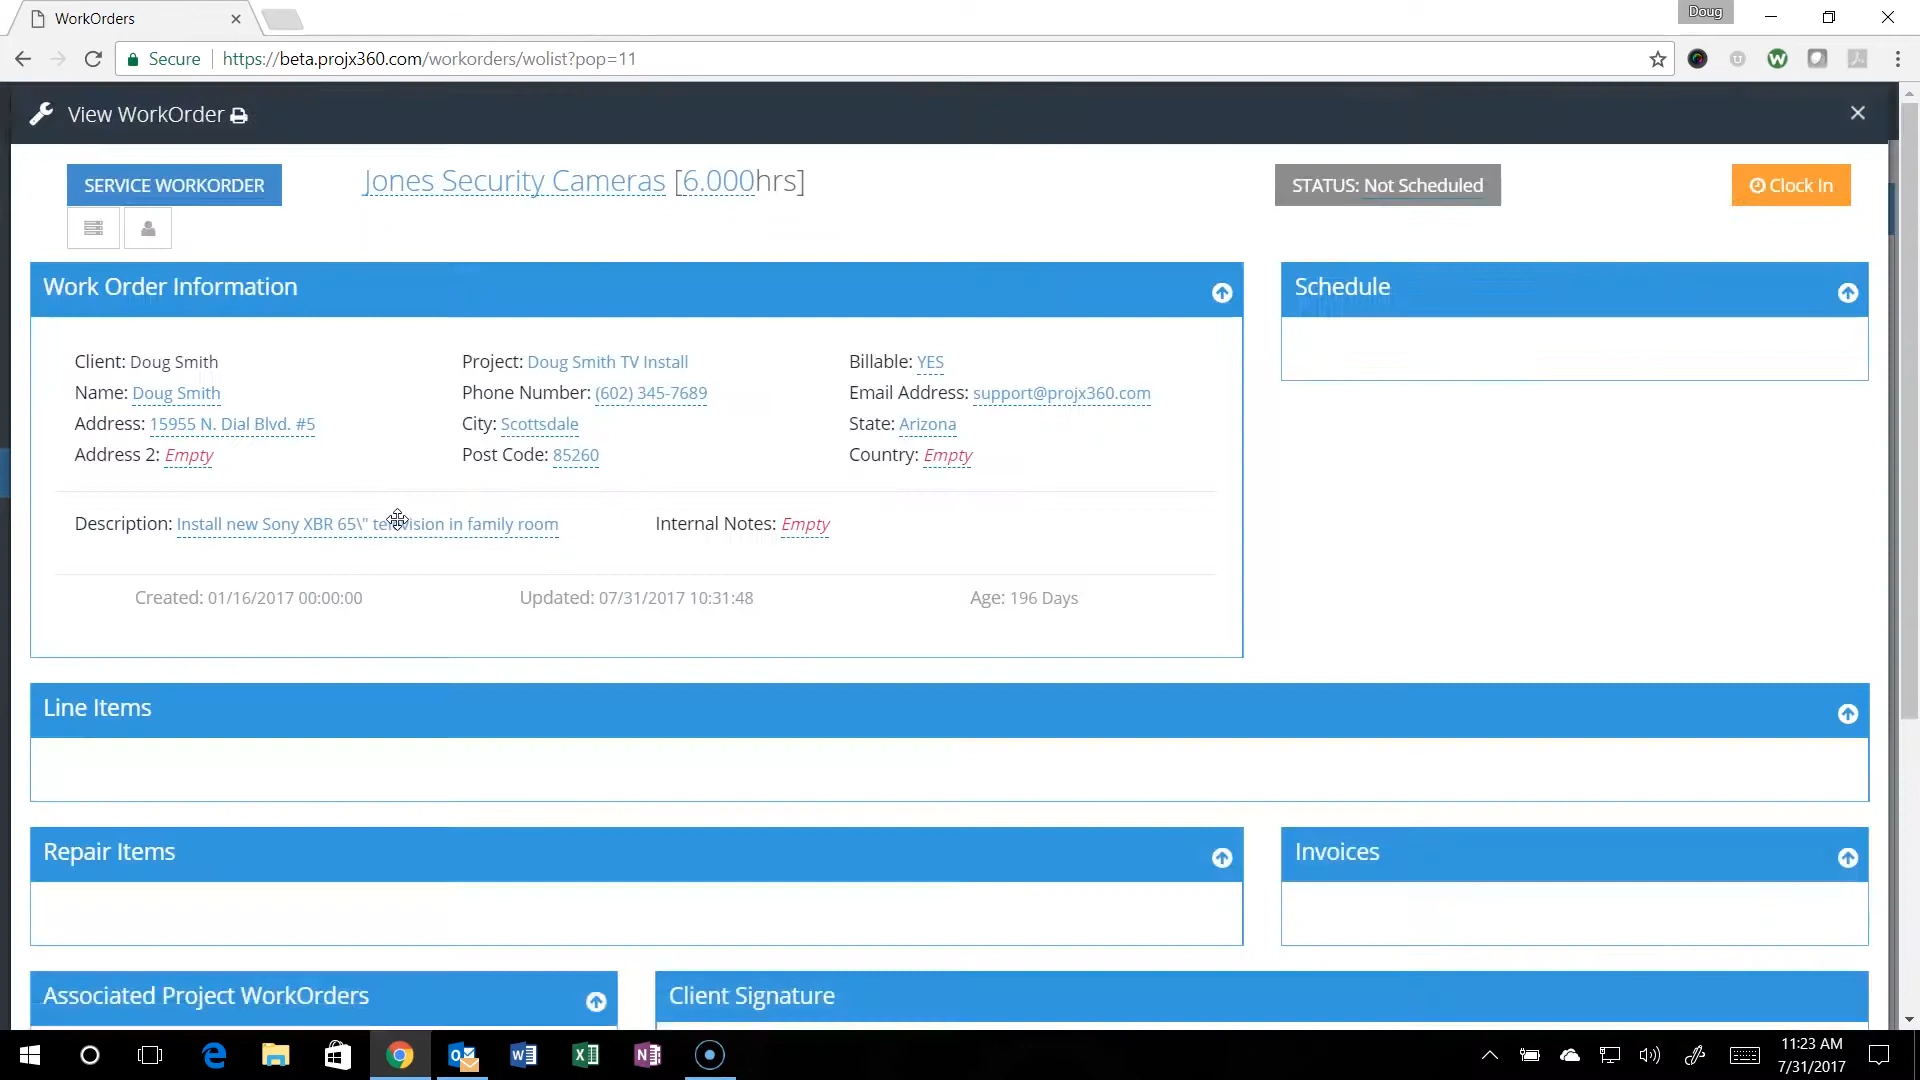 WorkOrders
Doug
Secure
https://beta.projx360.com/workorders/wolist?pop=11
View WorkOrder
SERVICE WORKORDER
Jones Security Cameras [6.000hrs]
STATUS: Not Scheduled
Clock In
Work Order Information
Schedule
Client: Doug Smith
Project: Doug Smith TV Install
Billable: YES
Name: Doug Smith
Phone Number: (602) 345-7689
Email Address: support@projx360.com
Address: 15955 N. Dial Blvd. #5
City: Scottsdale
State: Arizona
Address 2: Empty
Post Code: 85260
Country: Empty
Description: Install new Sony XBR 65\" television in family room
Internal Notes: Empty
Created: 01/16/2017 00:00:00
Updated: 07/31/2017 10:31:48
Age: 196 Days
Line Items
Repair Items
Invoices
Associated Project WorkOrders
Client Signature
11:23 AM
7/31/2017